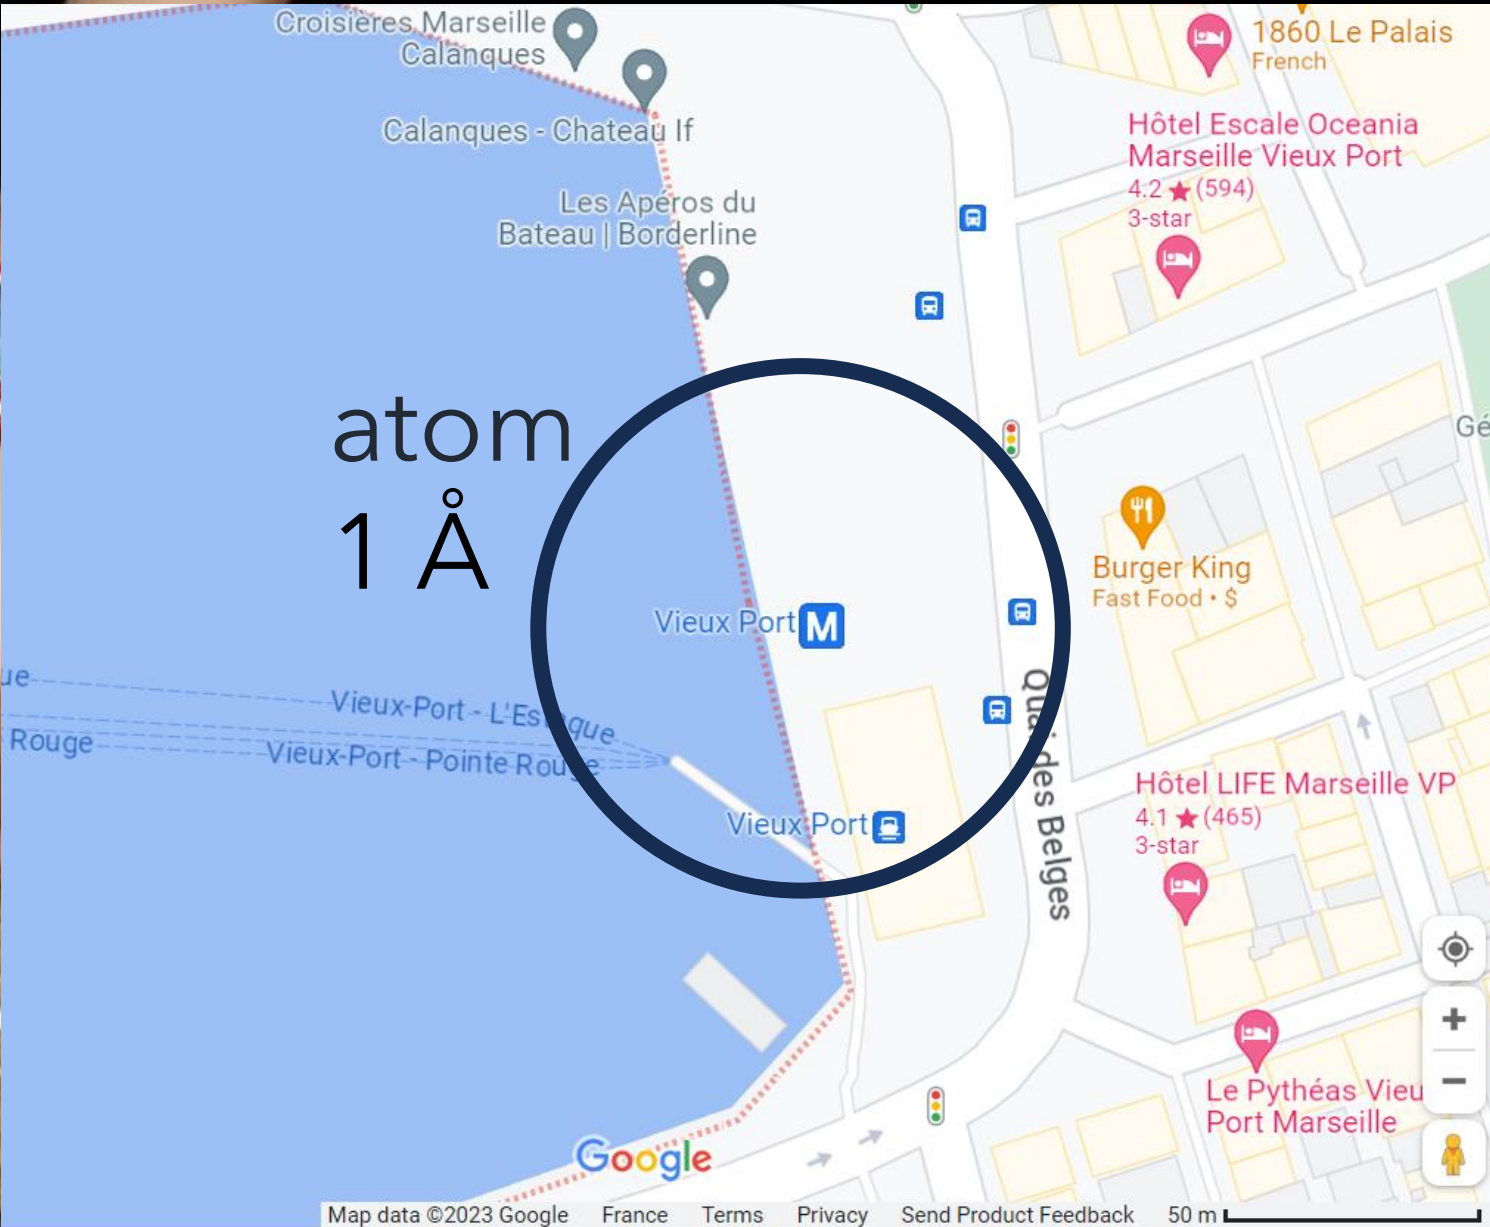 Croisières Marseille
Calanques
1860 Le Palais
French
Calanques - Chateau If
Hôtel Escale Oceania
Marseille Vieux Port
4.2 ★ (594)
3-star
Les Apéros du
Bateau | Borderline
atom
1 Å
Gé
Burger King
Fast Food • $
Vieux Port
M
ue
Vieux-Port - L'Estaque
Rouge
Vieux-Port - Pointe Rouge
Quai des Belges
Vieux Port
Hôtel LIFE Marseille VP
4.1 ★ (465)
3-star
Le Pythéas Vieu
Port Marseille
Google
Map data ©2023 Google France Terms Privacy Send Product Feedback 50 m